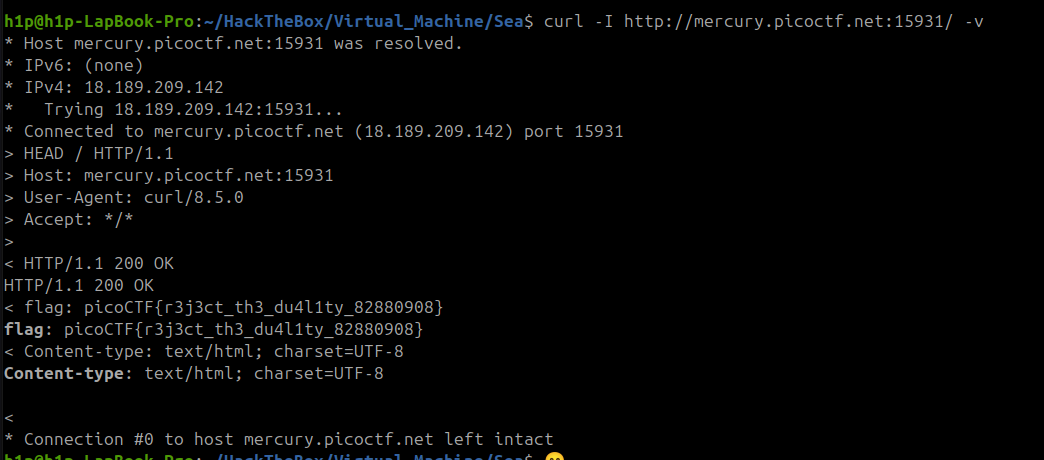 h1p@h1p-LapBook-Pro:~/HackTheBox/Virtual_Machine/Sea$ curl -I http://mercury.picoctf.net:15931/ -v
* Host mercury.picoctf.net:15931 was resolved.
* IPv6: (none)
* IPv4: 18.189.209.142
*   Trying 18.189.209.142:15931...
* Connected to mercury.picoctf.net (18.189.209.142) port 15931
> HEAD / HTTP/1.1
> Host: mercury.picoctf.net:15931
> User-Agent: curl/8.5.0
> Accept: */*
>
< HTTP/1.1 200 OK
HTTP/1.1 200 OK
< flag: picoCTF{r3j3ct_th3_du4l1ty_82880908}
flag: picoCTF{r3j3ct_th3_du4l1ty_82880908}
< Content-type: text/html; charset=UTF-8
Content-type: text/html; charset=UTF-8

<
* Connection #0 to host mercury.picoctf.net left intact
h1p@h1p-LapBook-Pro:~/HackTheBox/Virtual_Machine/Sea$